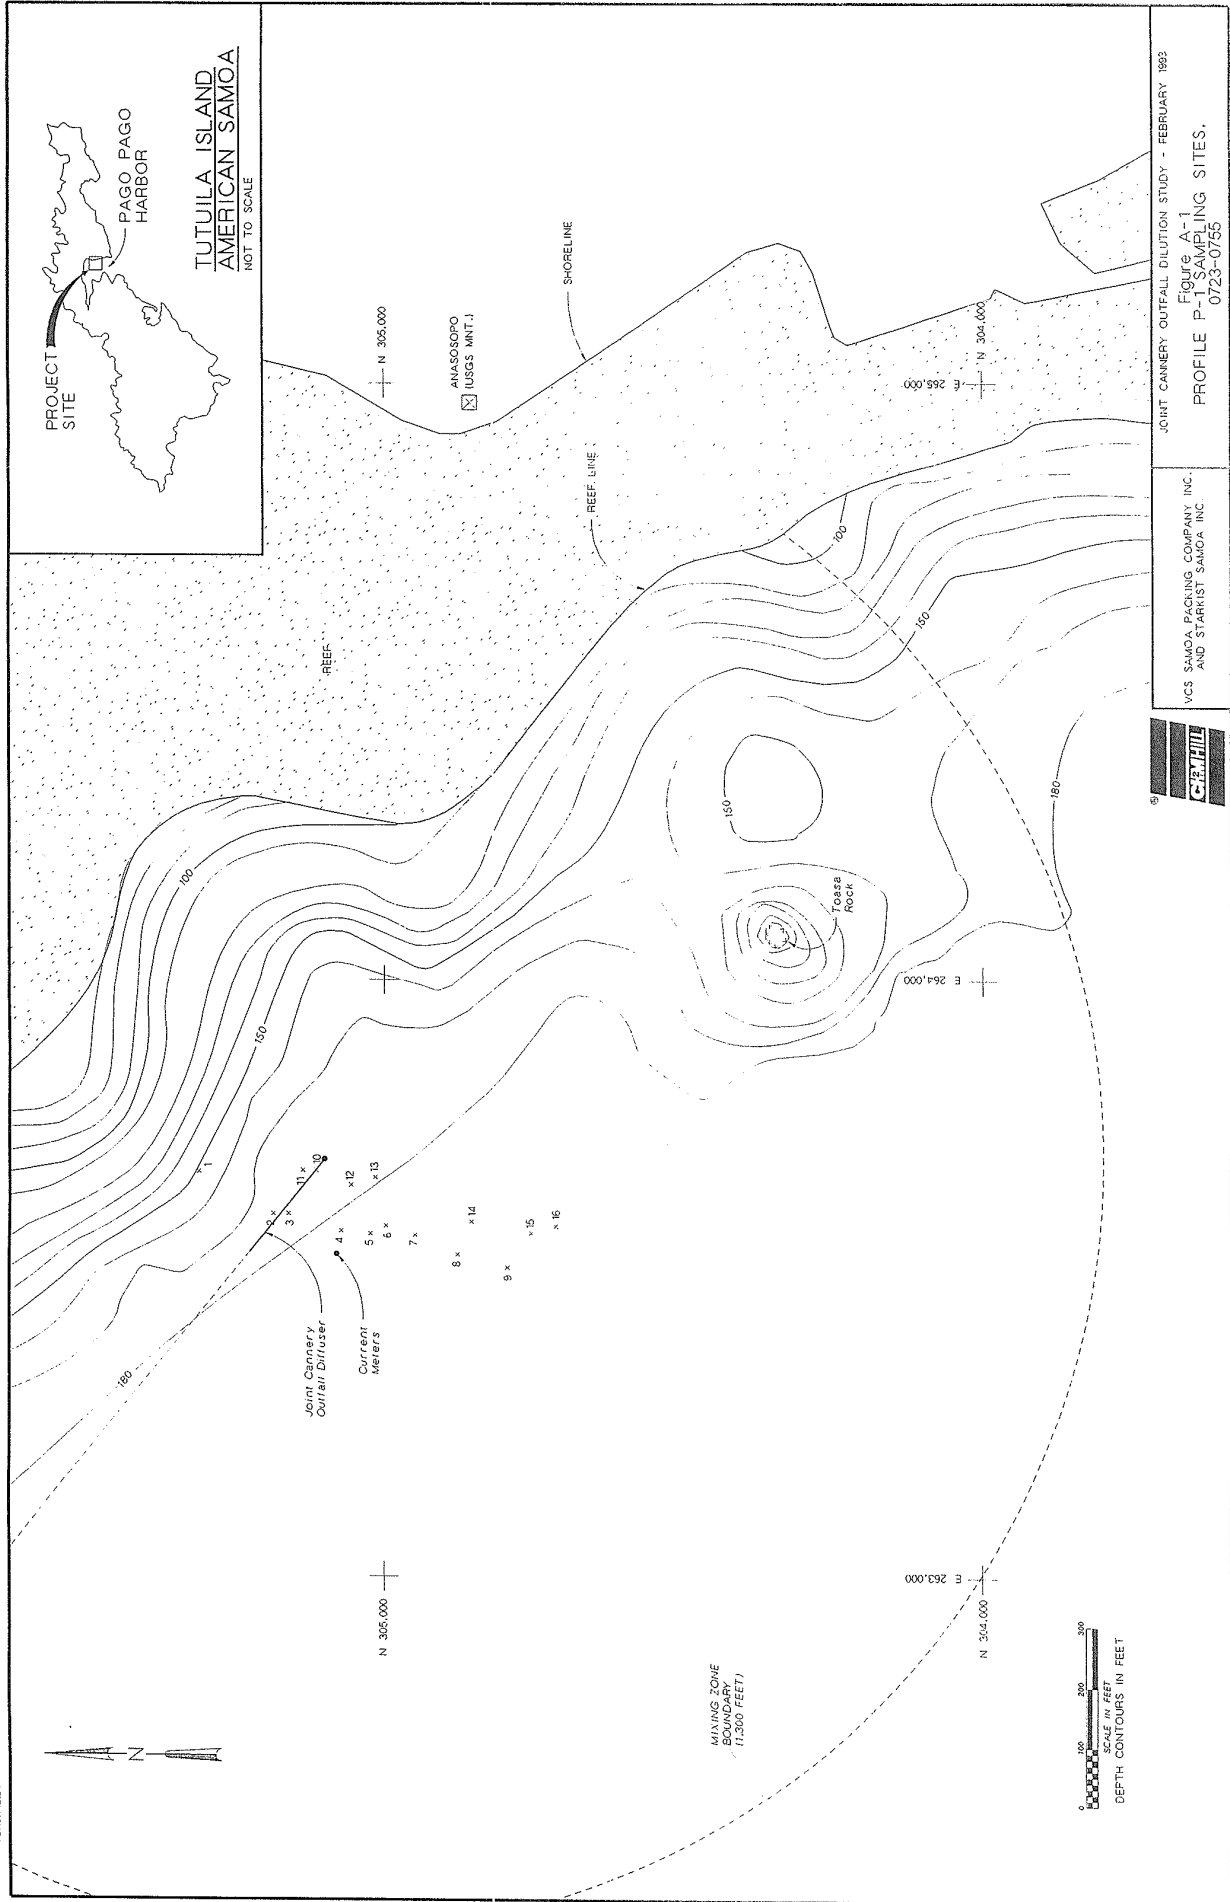 PROJECT
SITE
PAGO PAGO
HARBOR
TUTUILA ISLAND
AMERICAN SAMOA
NOT TO SCALE
N 305,000
ANASOSOPO
(USGS MNT.)
SHORELINE
REEF LINE
REEF
N 304,000
E 265,000
100
150
100
150
150
180
180
Toasa
Rock
E 264,000
1
2
3
4
5
6
7
8
9
10
11
12
13
14
15
16
Joint Cannery
Outfall Diffuser
Current
Meters
N 305,000
E 263,000
N 304,000
MIXING ZONE
BOUNDARY
(1,300 FEET)
N
0 100 200 300
SCALE IN FEET
DEPTH CONTOURS IN FEET
CH2M HILL
®
VCS SAMOA PACKING COMPANY INC.
AND STARKIST SAMOA INC
JOINT CANNERY OUTFALL DILUTION STUDY - FEBRUARY 1993
Figure A-1
PROFILE P-1 SAMPLING SITES.
0723-0755